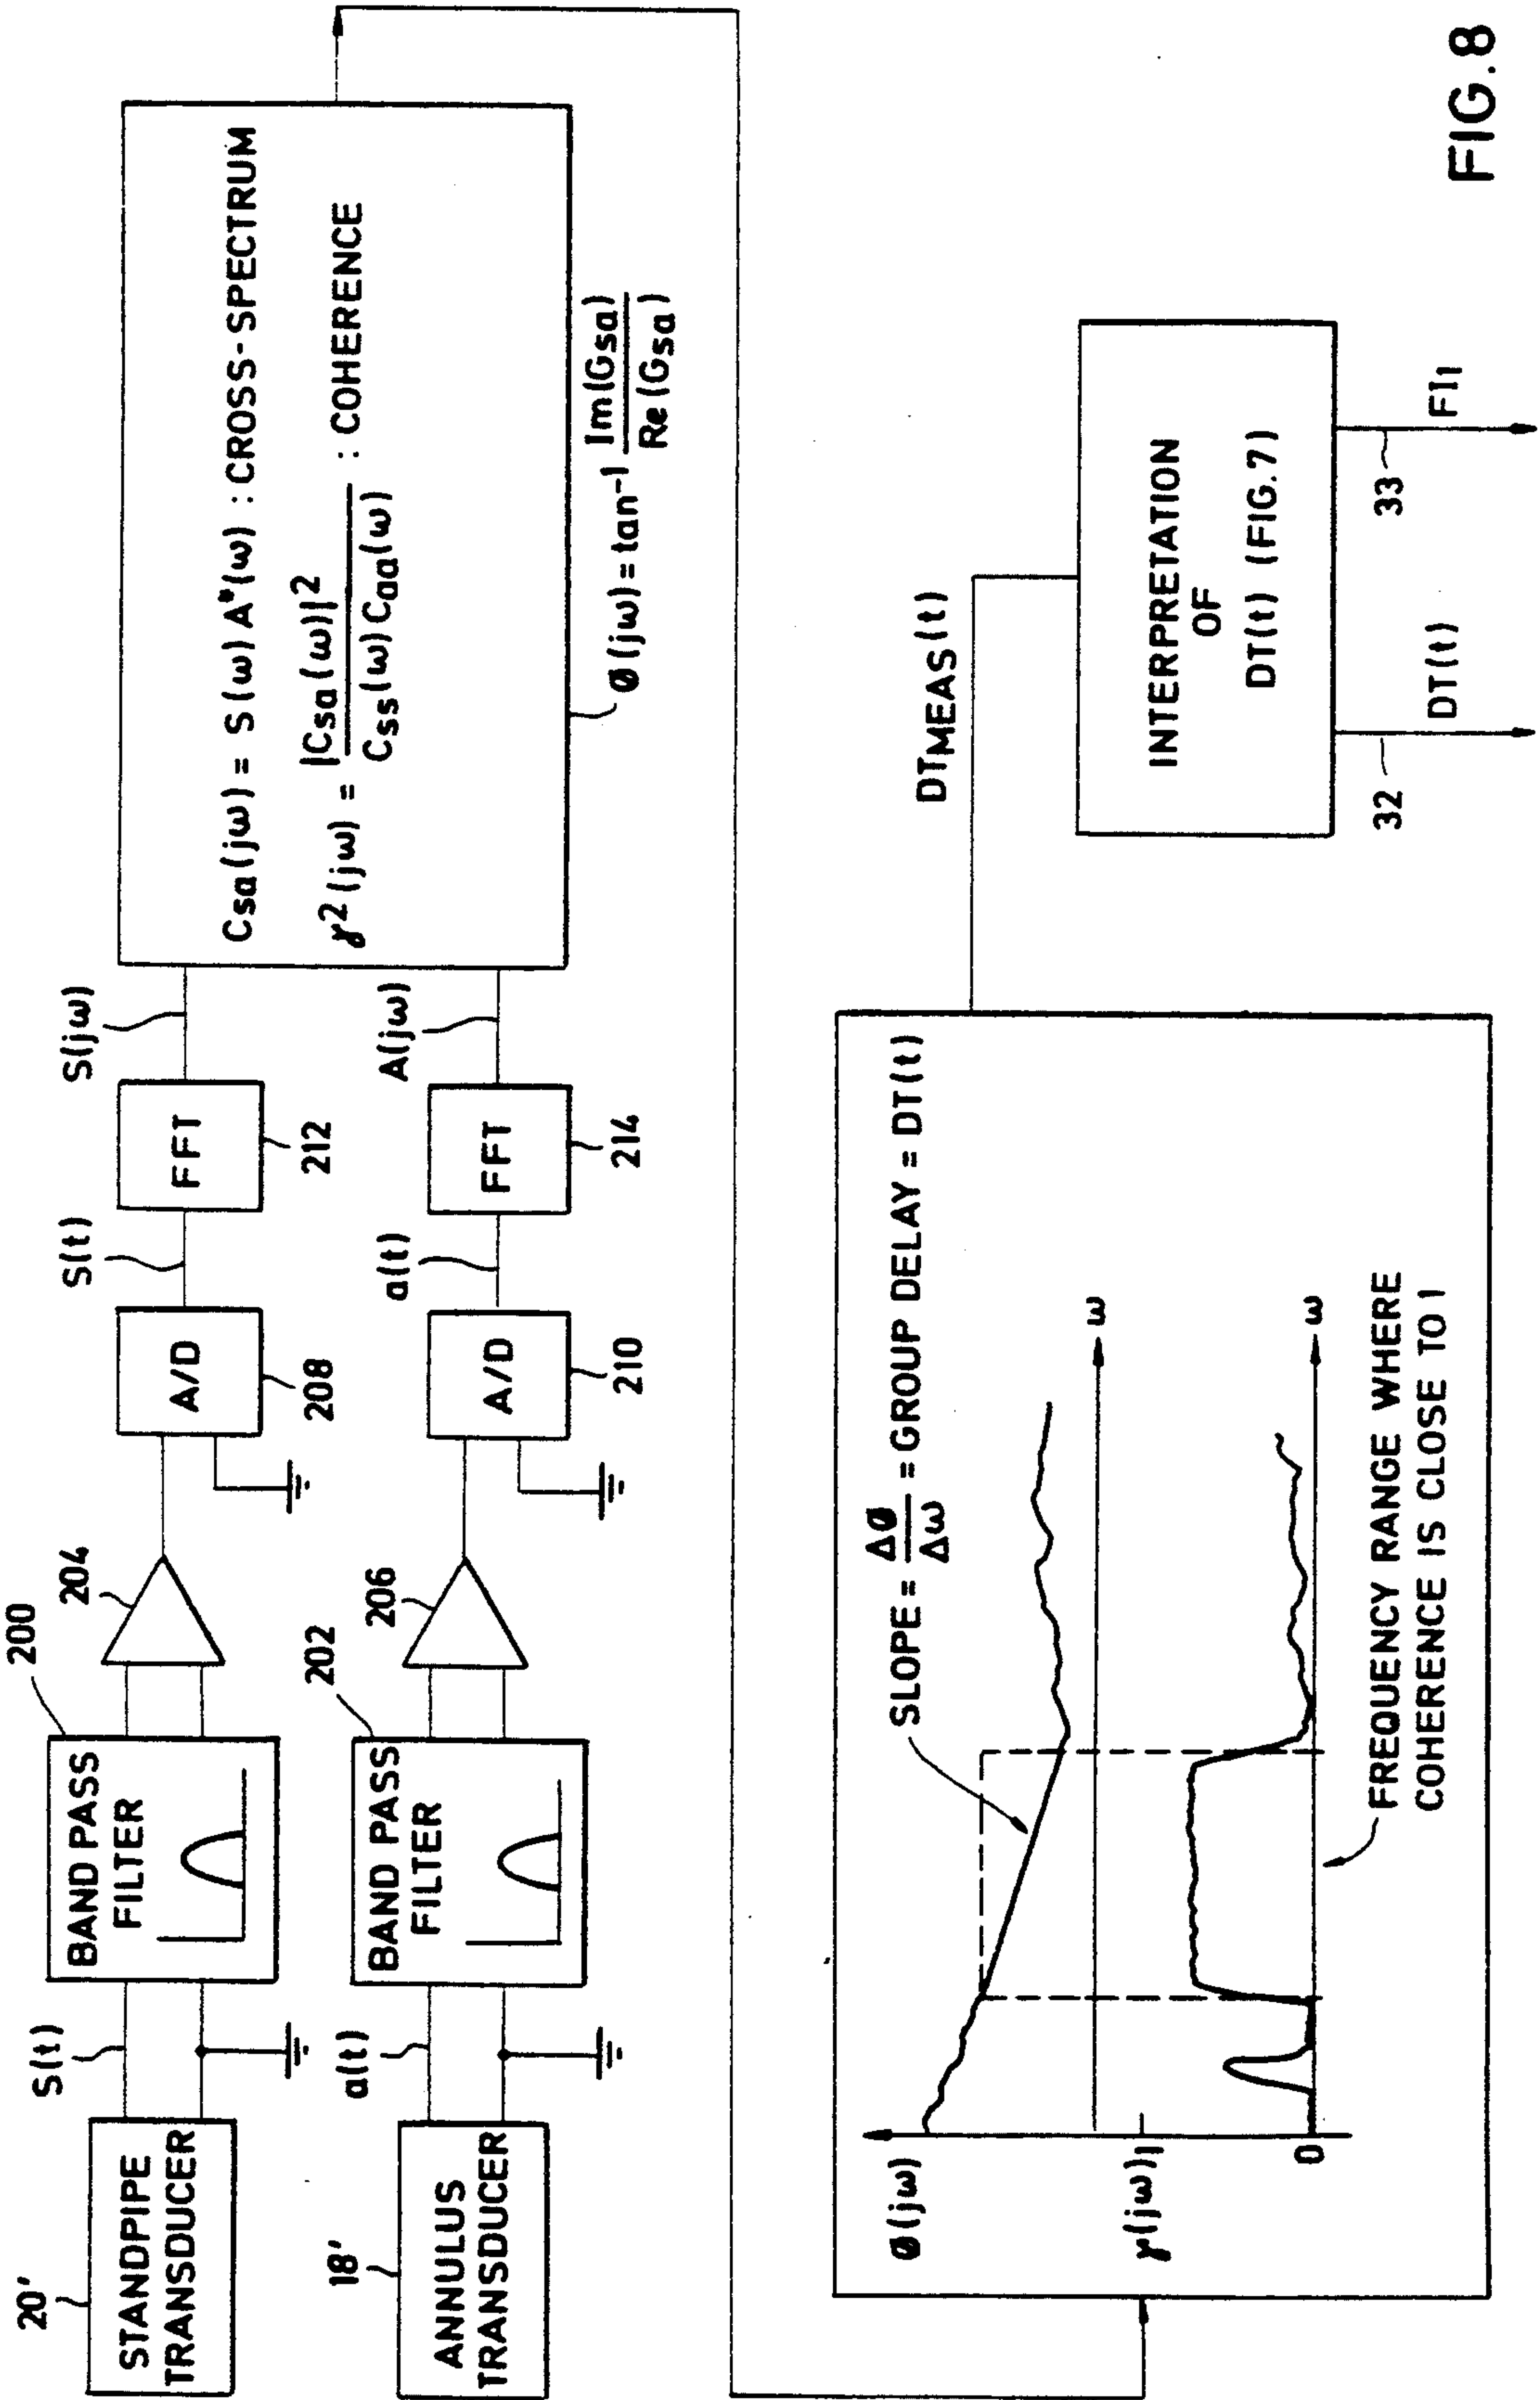 20'
STANDPIPE
TRANSDUCER
S(t)
200
BAND PASS
FILTER
204
A/D
208
S(t)
FFT
212
S(jω)
18'
ANNULUS
TRANSDUCER
a(t)
202
BAND PASS
FILTER
206
A/D
210
a(t)
FFT
214
A(jω)
Csa(jω) = S(ω) A*(ω) : CROSS-SPECTRUM
γ²(jω) = |Csa(ω)|² / Css(ω) Caa(ω) : COHERENCE
Ø(jω) = tan⁻¹ Im(Gsa) / Re(Gsa)
SLOPE = ΔØ / Δω = GROUP DELAY = DT(t)
Ø(jω)
ω
γ(jω)
1
0
ω
FREQUENCY RANGE WHERE
COHERENCE IS CLOSE TO 1
DTMEAS(t)
INTERPRETATION
OF
DT(t) (FIG.7)
32
DT(t)
33
FI1
FIG.8